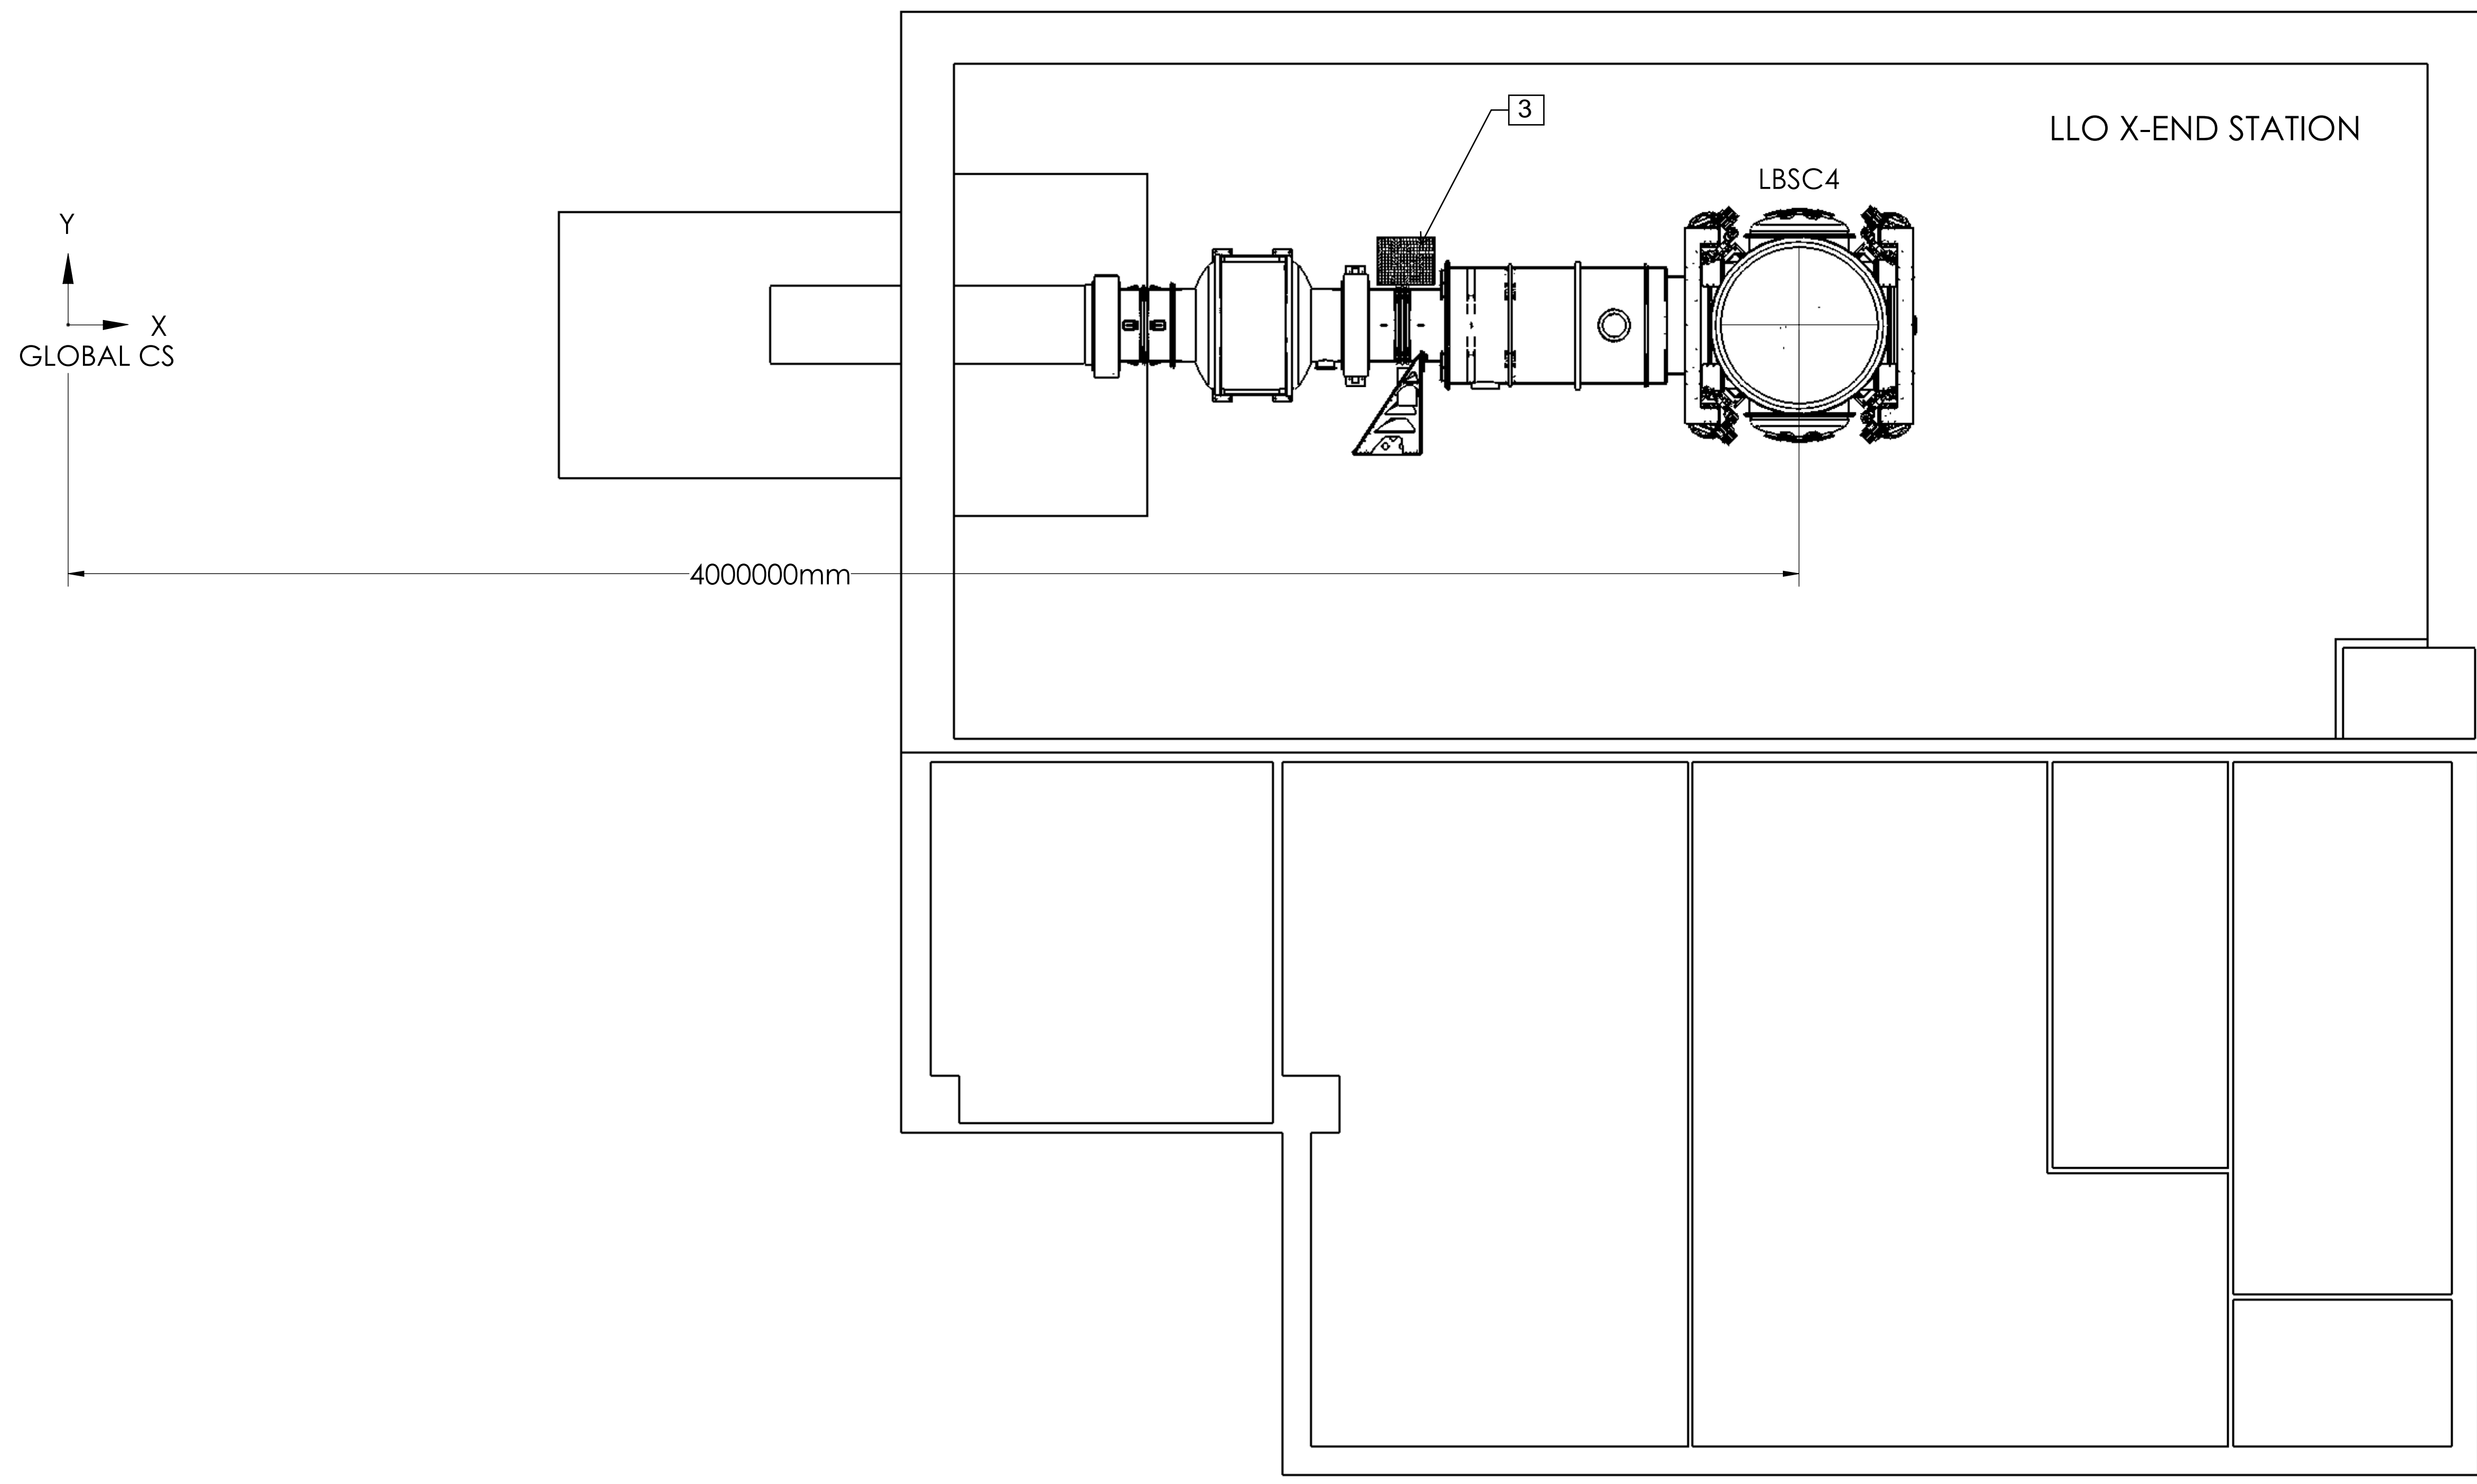 3
LLO X-END STATION
LBSC4
Y
X
GLOBAL CS
4000000mm